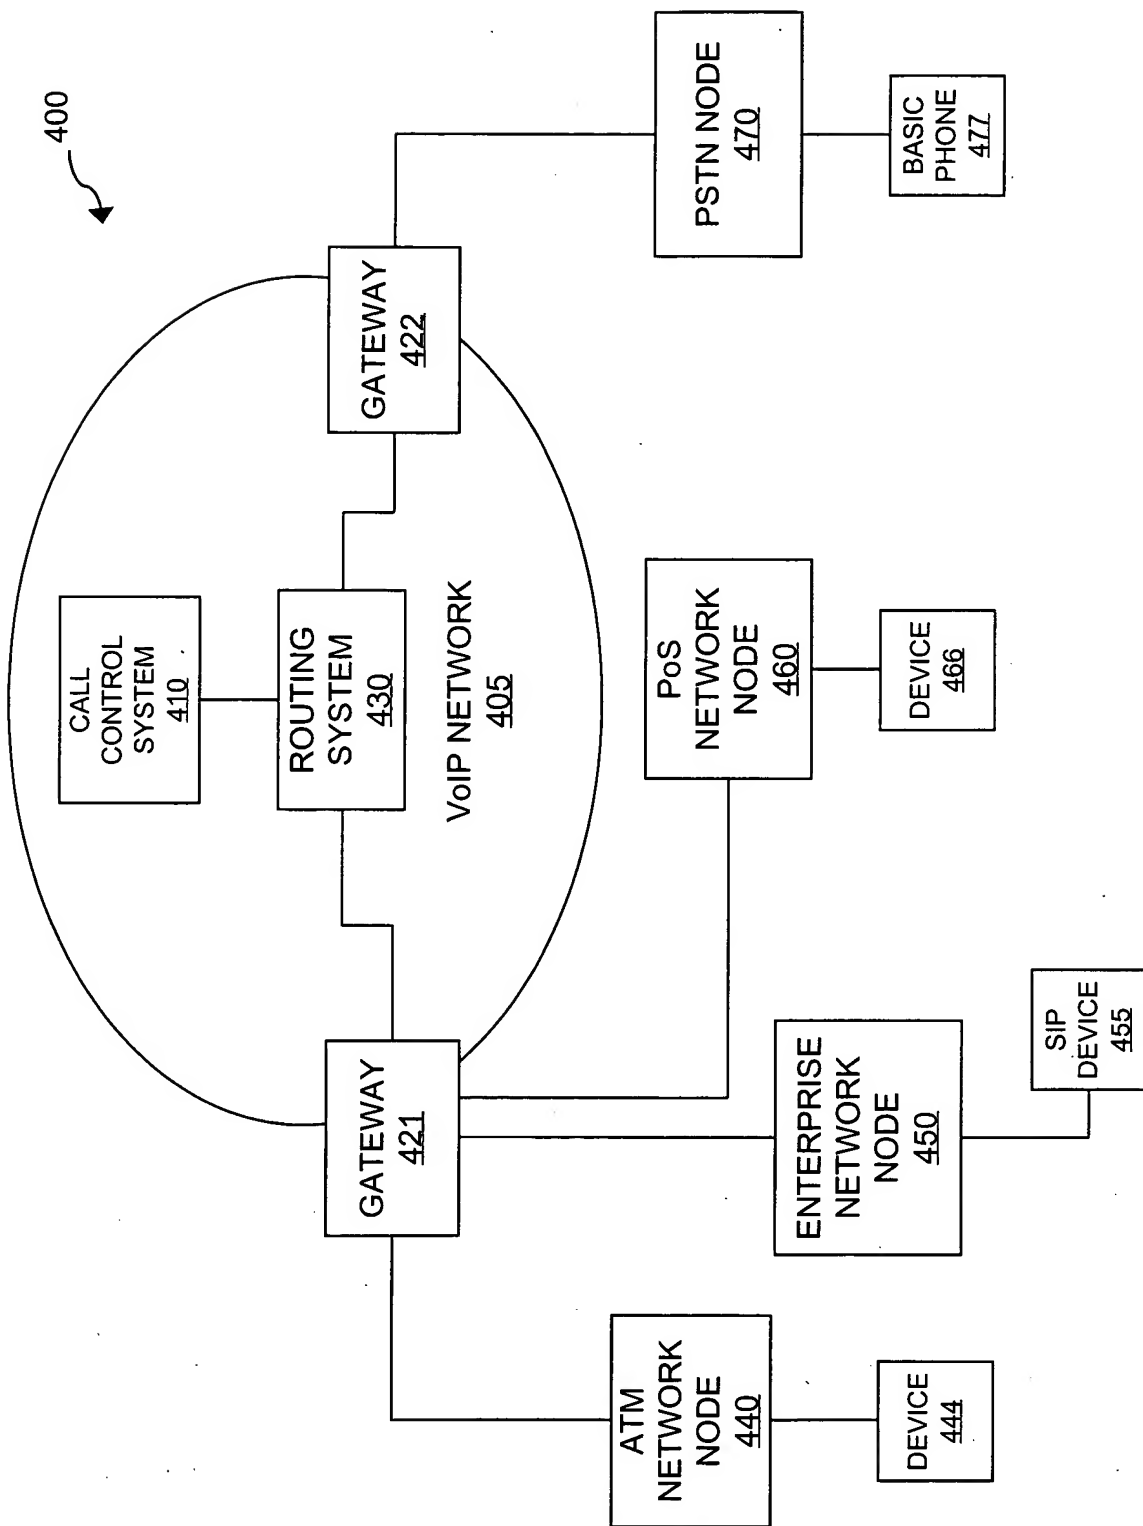 400
CALL
CONTROL
SYSTEM
410
ROUTING
SYSTEM
430
VoIP NETWORK
405
GATEWAY
421
GATEWAY
422
ATM
NETWORK
NODE
440
DEVICE
444
ENTERPRISE
NETWORK
NODE
450
SIP
DEVICE
455
PoS
NETWORK
NODE
460
DEVICE
466
PSTN NODE
470
BASIC
PHONE
477